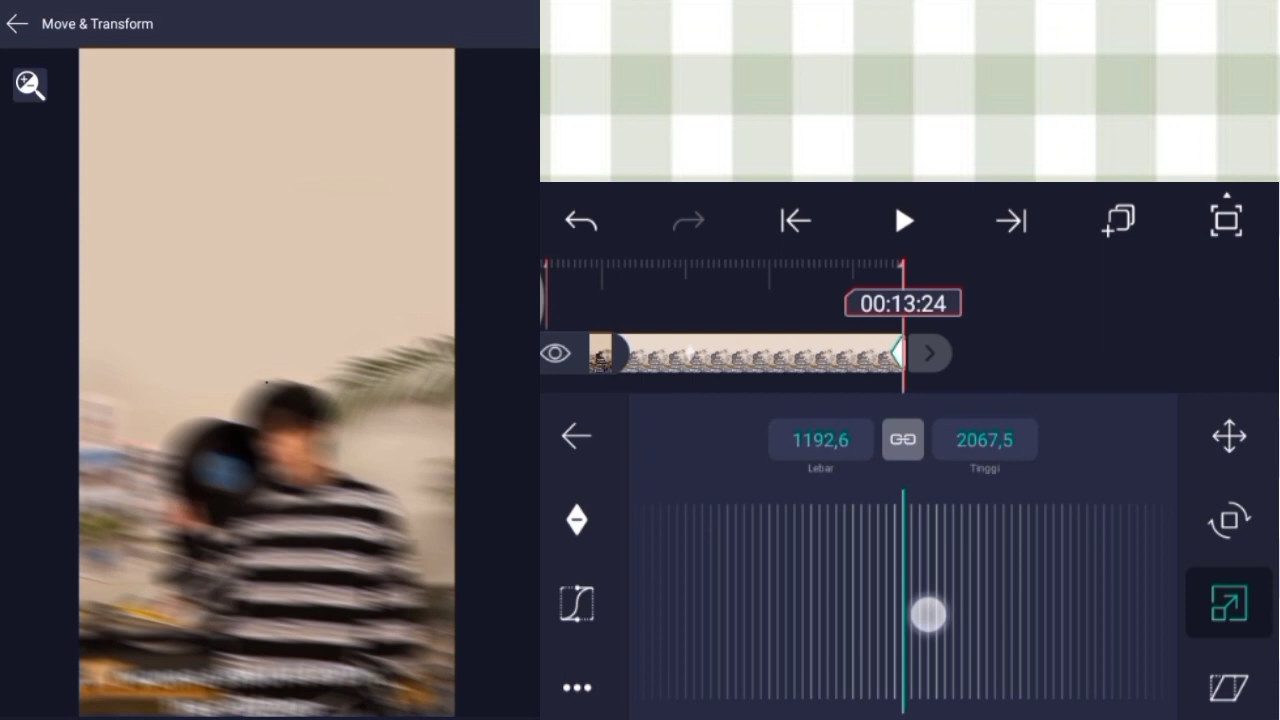 Move & Transform
00:13:24
1192,6
2067,5
Lebar
Tinggi